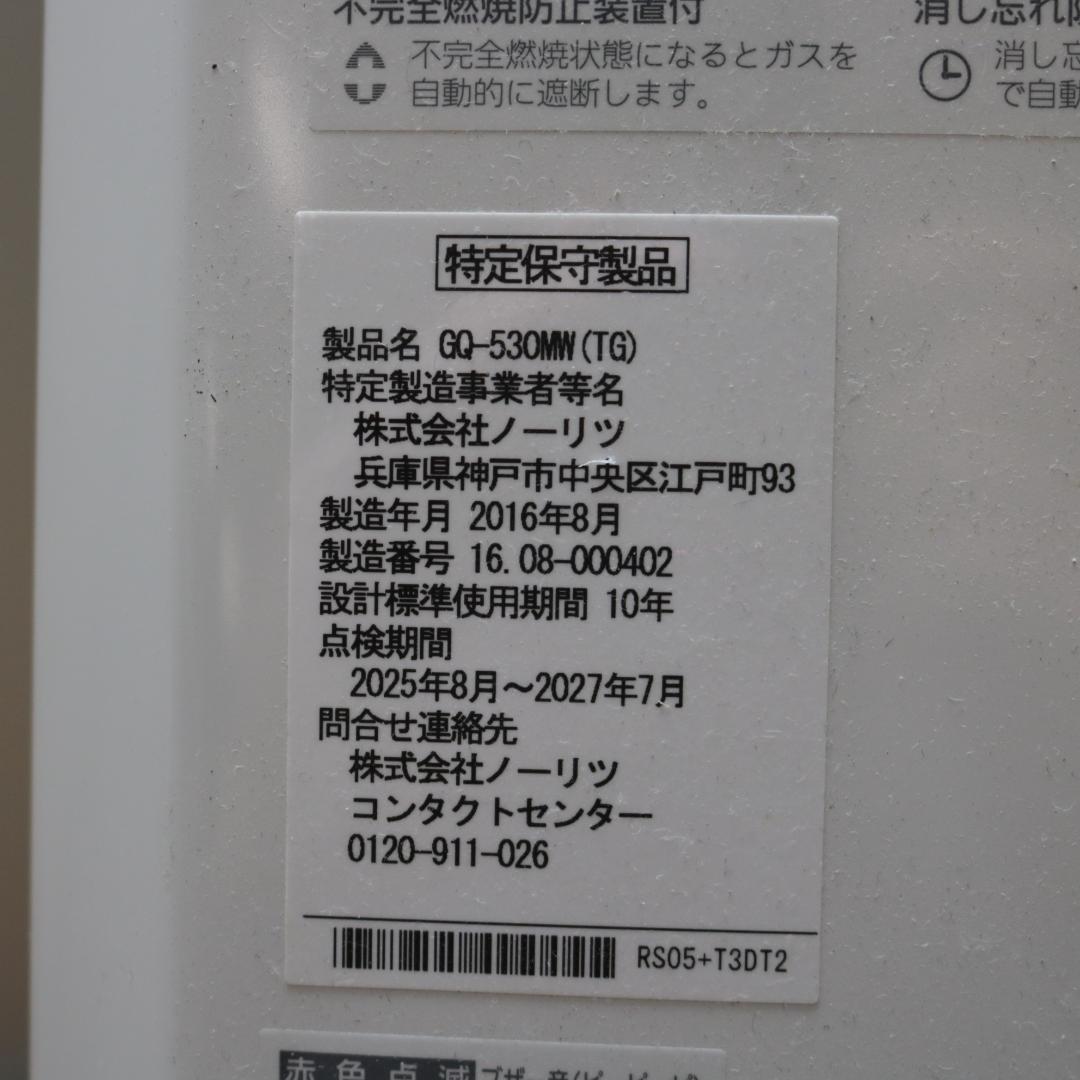 不完全燃焼防止装置付
消し忘れ
不完全燃焼状態になるとガスを
自動的に遮断します。
消し忘
で自動
特定保守製品
製品名 GQ-530MW(TG)
特定製造事業者等名
株式会社ノーリツ
兵庫県神戸市中央区江戸町93
製造年月 2016年8月
製造番号 16.08-000402
設計標準使用期間 10年
点検期間
2025年8月～2027年7月
問合せ連絡先
株式会社ノーリツ
コンタクトセンター
0120-911-026
RS05+T3DT2
赤色点滅